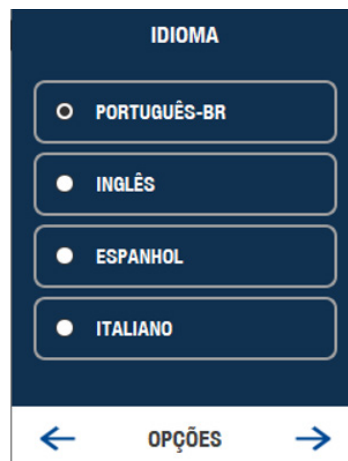 IDIOMA
PORTUGUÊS-BR
INGLÊS
ESPANHOL
ITALIANO
OPÇÕES